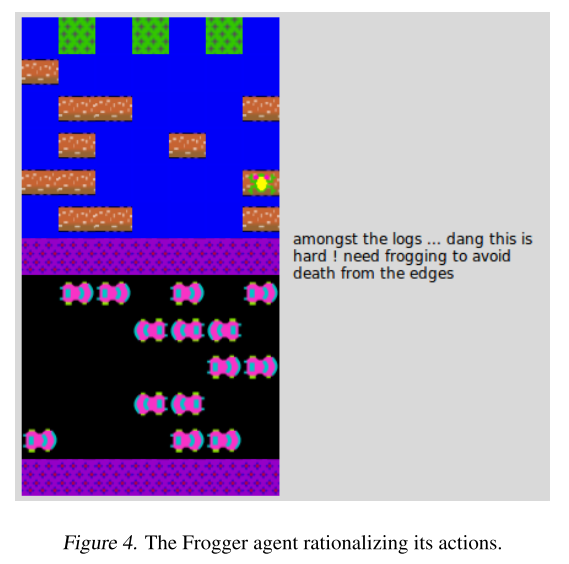 amongst the logs ... dang this is
hard ! need frogging to avoid
death from the edges
Figure 4. The Frogger agent rationalizing its actions.